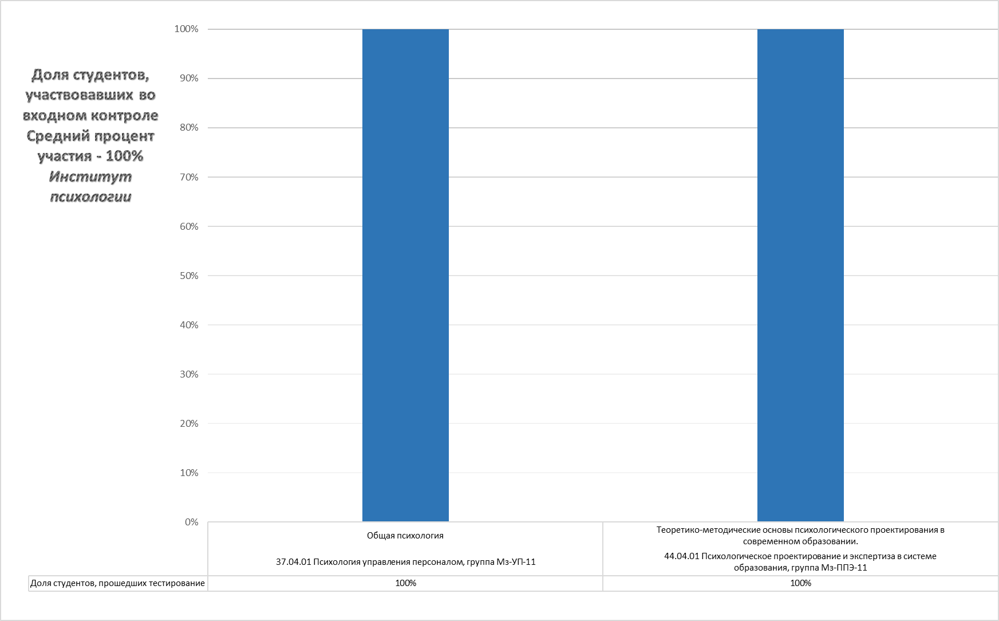 Доля студентов,
участвовавших во
входном контроле
Средний процент
участия - 100%
Институт
психологии
100%
90%
80%
70%
60%
50%
40%
30%
20%
10%
0%
Общая психология
37.04.01 Психология управления персоналом, группа Мз-УП-11
Теоретико-методические основы психологического проектирования в
современном образовании.
44.04.01 Психологическое проектирование и экспертиза в системе
образования, группа Мз-ППЭ-11
Доля студентов, прошедших тестирование
100%
100%